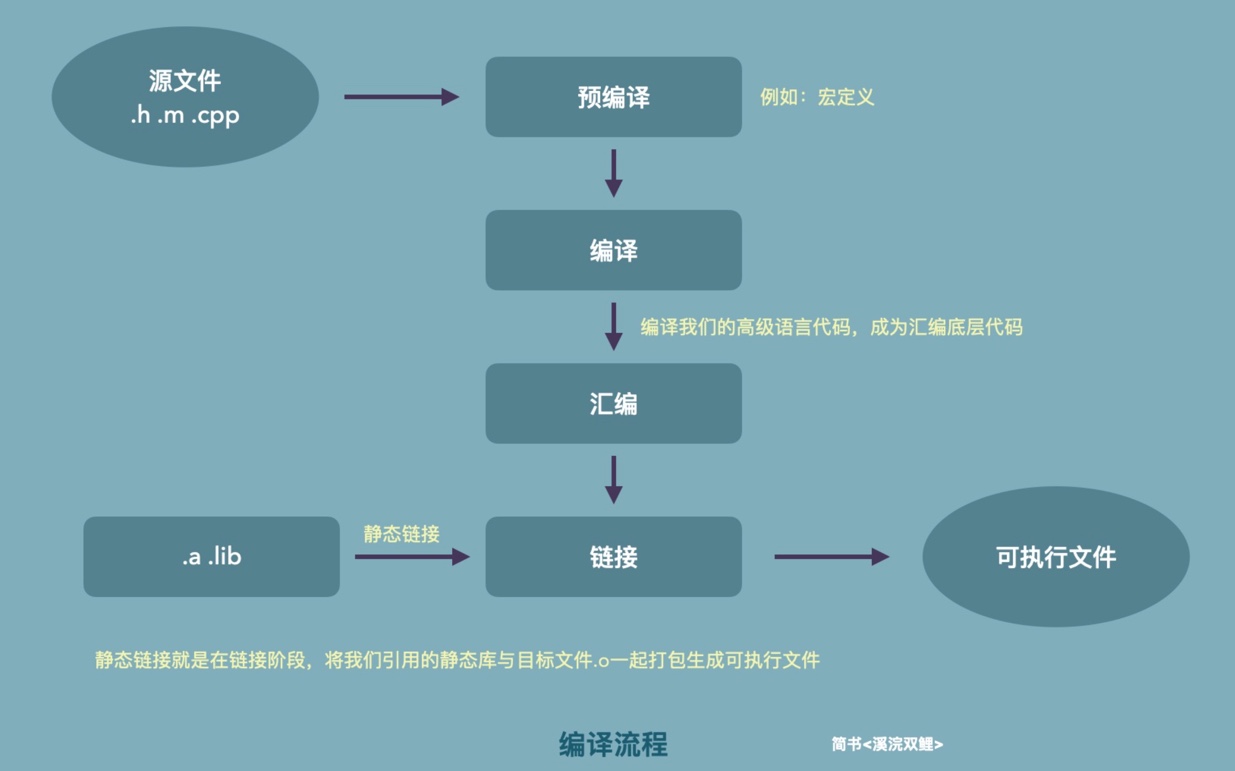 源文件
.h .m .cpp
预编译
例如：宏定义
编译
编译我们的高级语言代码，成为汇编底层代码
汇编
.a .lib
静态链接
链接
可执行文件
静态链接就是在链接阶段，将我们引用的静态库与目标文件.o一起打包生成可执行文件
编译流程
简书<溪浣双鲤>